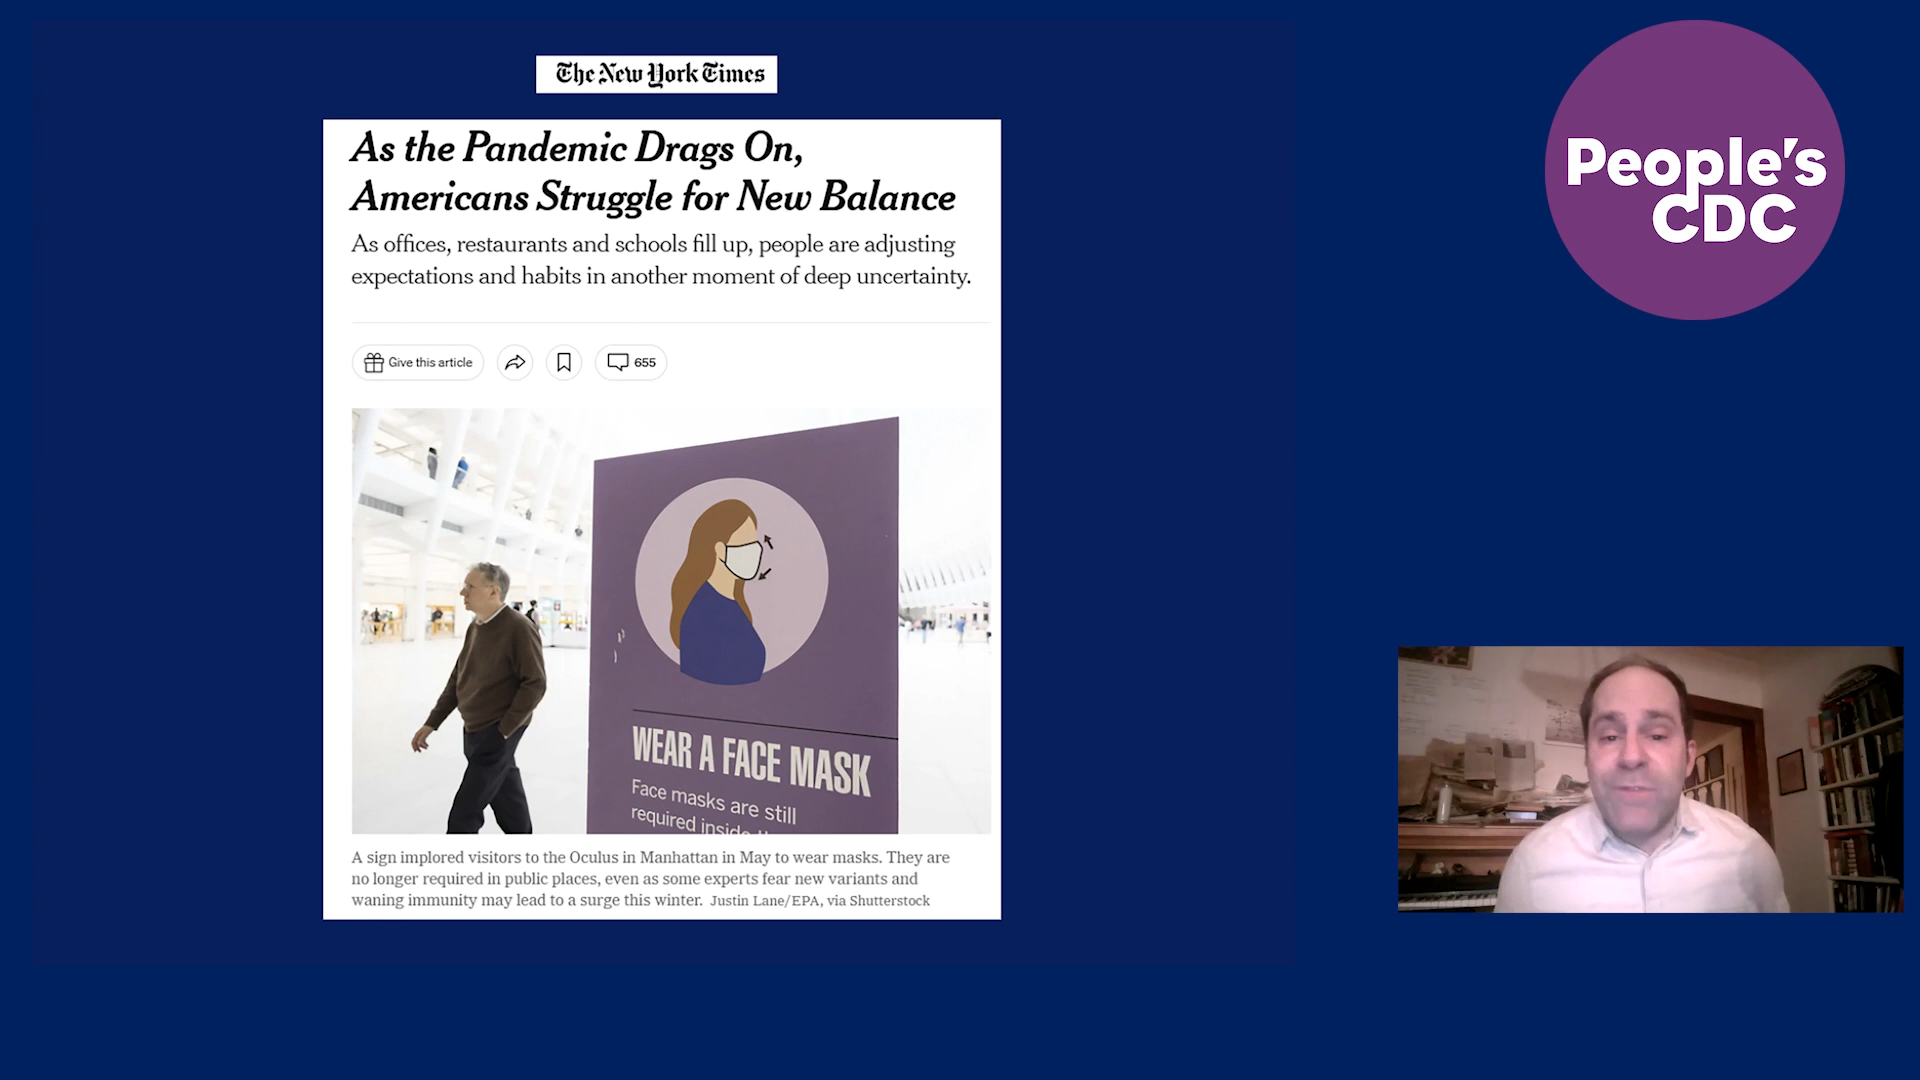 The New York Times
As the Pandemic Drags On,
Americans Struggle for New Balance
As offices, restaurants and schools fill up, people are adjusting
expectations and habits in another moment of deep uncertainty.
Give this article
655
WEAR A FACE MASK
Face masks are still
required inside
A sign implored visitors to the Oculus in Manhattan in May to wear masks. They are
no longer required in public places, even as some experts fear new variants and
waning immunity may lead to a surge this winter. Justin Lane/EPA, via Shutterstock
People's
CDC